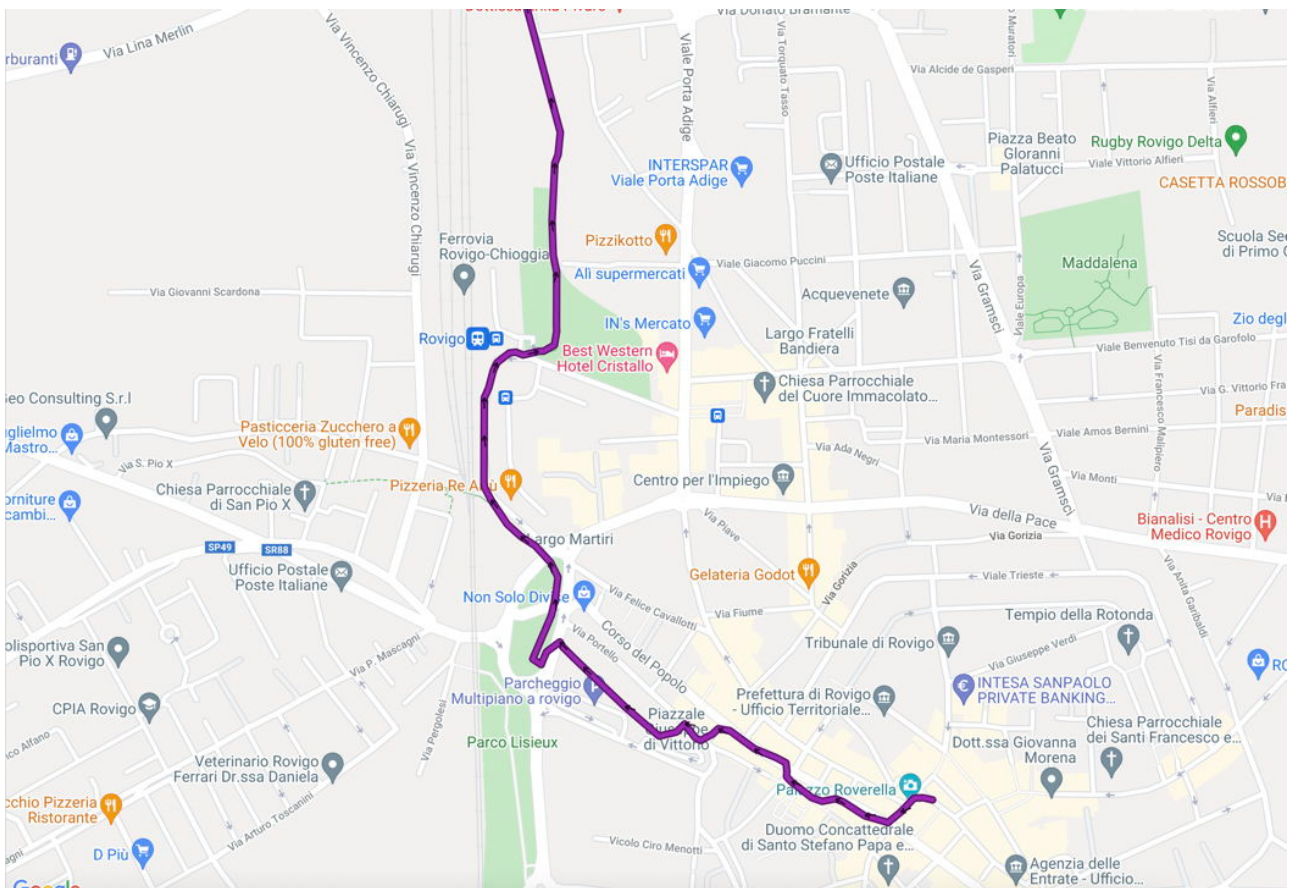 Via Donato Bramante
Via Lina Merlin
rburanti
Via Vincenzo Chiarugi
Via Vincenzo Chiarugi
Viale Porta Adige
Via Torquato Tasso
Muratori
Via Alcide de Gasperi
Via Alfieri
Piazza Beato
Gloranni
Palatucci
Rugby Rovigo Delta
Viale Vittorio Alfieri
CASETTA ROSSOB
INTERSPAR
Viale Porta Adige
Ufficio Postale
Poste Italiane
Ferrovia
Rovigo-Chioggia
Pizzikotto
Scuola Se
di Primo
Alì supermercati
Viale Giacomo Puccini
Via Gramsci
Maddalena
Via Giovanni Scardona
Acquevenete
Viale Europa
Zio degl
IN's Mercato
Largo Fratelli
Bandiera
Rovigo
Best Western
Hotel Cristallo
Viale Benvenuto Tisi da Garofolo
Chiesa Parrocchiale
del Cuore Immacolato...
Via G. Vittorio Fra
eo Consulting S.r.l
Paradis
Pasticceria Zucchero a
Velo (100% gluten free)
uglielmo
Mastro...
Via Francesco Malipiero
Via Maria Montessori
Viale Amos Bernini
Via Ada Negri
Via S. Pio X
Via Gramsci
Pizzeria Re
Centro per l'Impiego
Via Monti
Chiesa Parrocchiale
di San Pio X
orniture
cambi...
Via Piave
Via della Pace
Bianalisi - Centro
Medico Rovigo
Largo Martiri
Via Gorizia
SP49
SR88
Ufficio Postale
Poste Italiane
Gelateria Godot
Via Gorizia
Viale Trieste
Via Anita Garibaldi
Non Solo Divise
Via Felice Cavallotti
Via Fiume
Tempio della Rotonda
Corso del Popolo
Via Portello
Tribunale di Rovigo
olisportiva San
Pio X Rovigo
Via P. Mascagni
Via Giuseppe Verdi
Parcheggio
Multipiano a rovigo
Prefettura di Rovigo
- Ufficio Territoriale...
INTESA SANPAOLO
PRIVATE BANKING...
CPIA Rovigo
Via Pergolesi
Piazzale
di Vittorio
Chiesa Parrocchiale
dei Santi Francesco e...
co Alfano
Parco Lisieux
Veterinario Rovigo
Ferrari Dr.ssa Daniela
Dott.ssa Giovanna
Morena
cchio Pizzeria
Ristorante
Via Arturo Toscanini
Palazzo Roverella
D Più
Vicolo Ciro Menotti
Duomo Concattedrale
di Santo Stefano Papa e...
Agenzia delle
Entrate - Ufficio...
Google